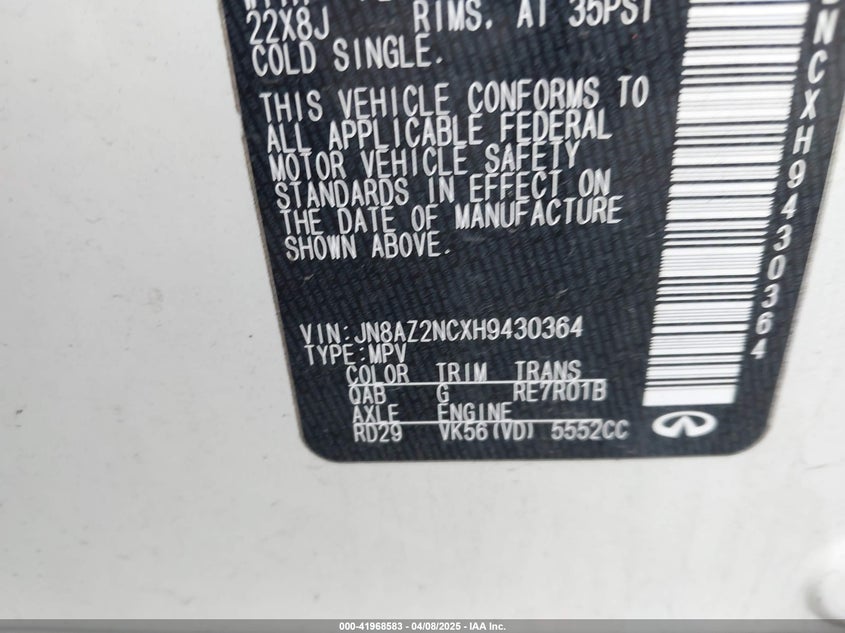 22X8J RIMS. AT 35PSI
COLD SINGLE.
THIS VEHICLE CONFORMS TO
ALL APPLICABLE FEDERAL
MOTOR VEHICLE SAFETY
STANDARDS IN EFFECT ON
THE DATE OF MANUFACTURE
SHOWN ABOVE.
VIN:JN8AZ2NCXH9430364
TYPE:MPV
COLOR TRIM TRANS
QAB G RE7R01B
AXLE ENGINE
RD29 VK56(VD) 5552CC
NCXH9430364
000-41968583 - 04/08/2025 - IAA Inc.